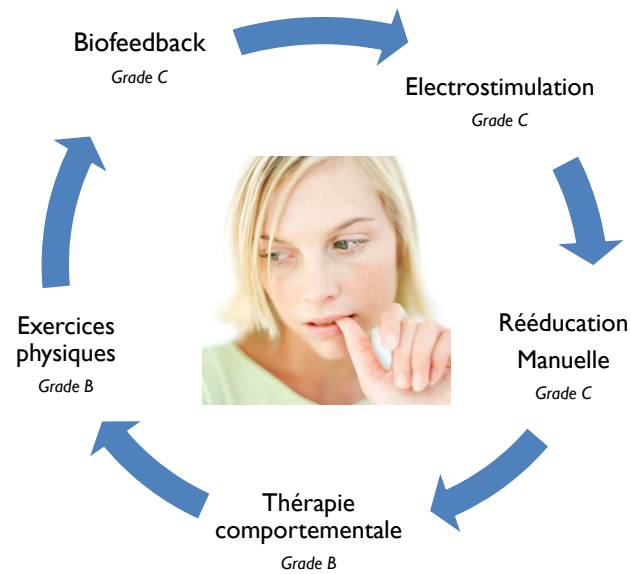 Biofeedback
Grade C
Electrostimulation
Grade C
Rééducation
Manuelle
Grade C
Thérapie
comportementale
Grade B
Exercices
physiques
Grade B